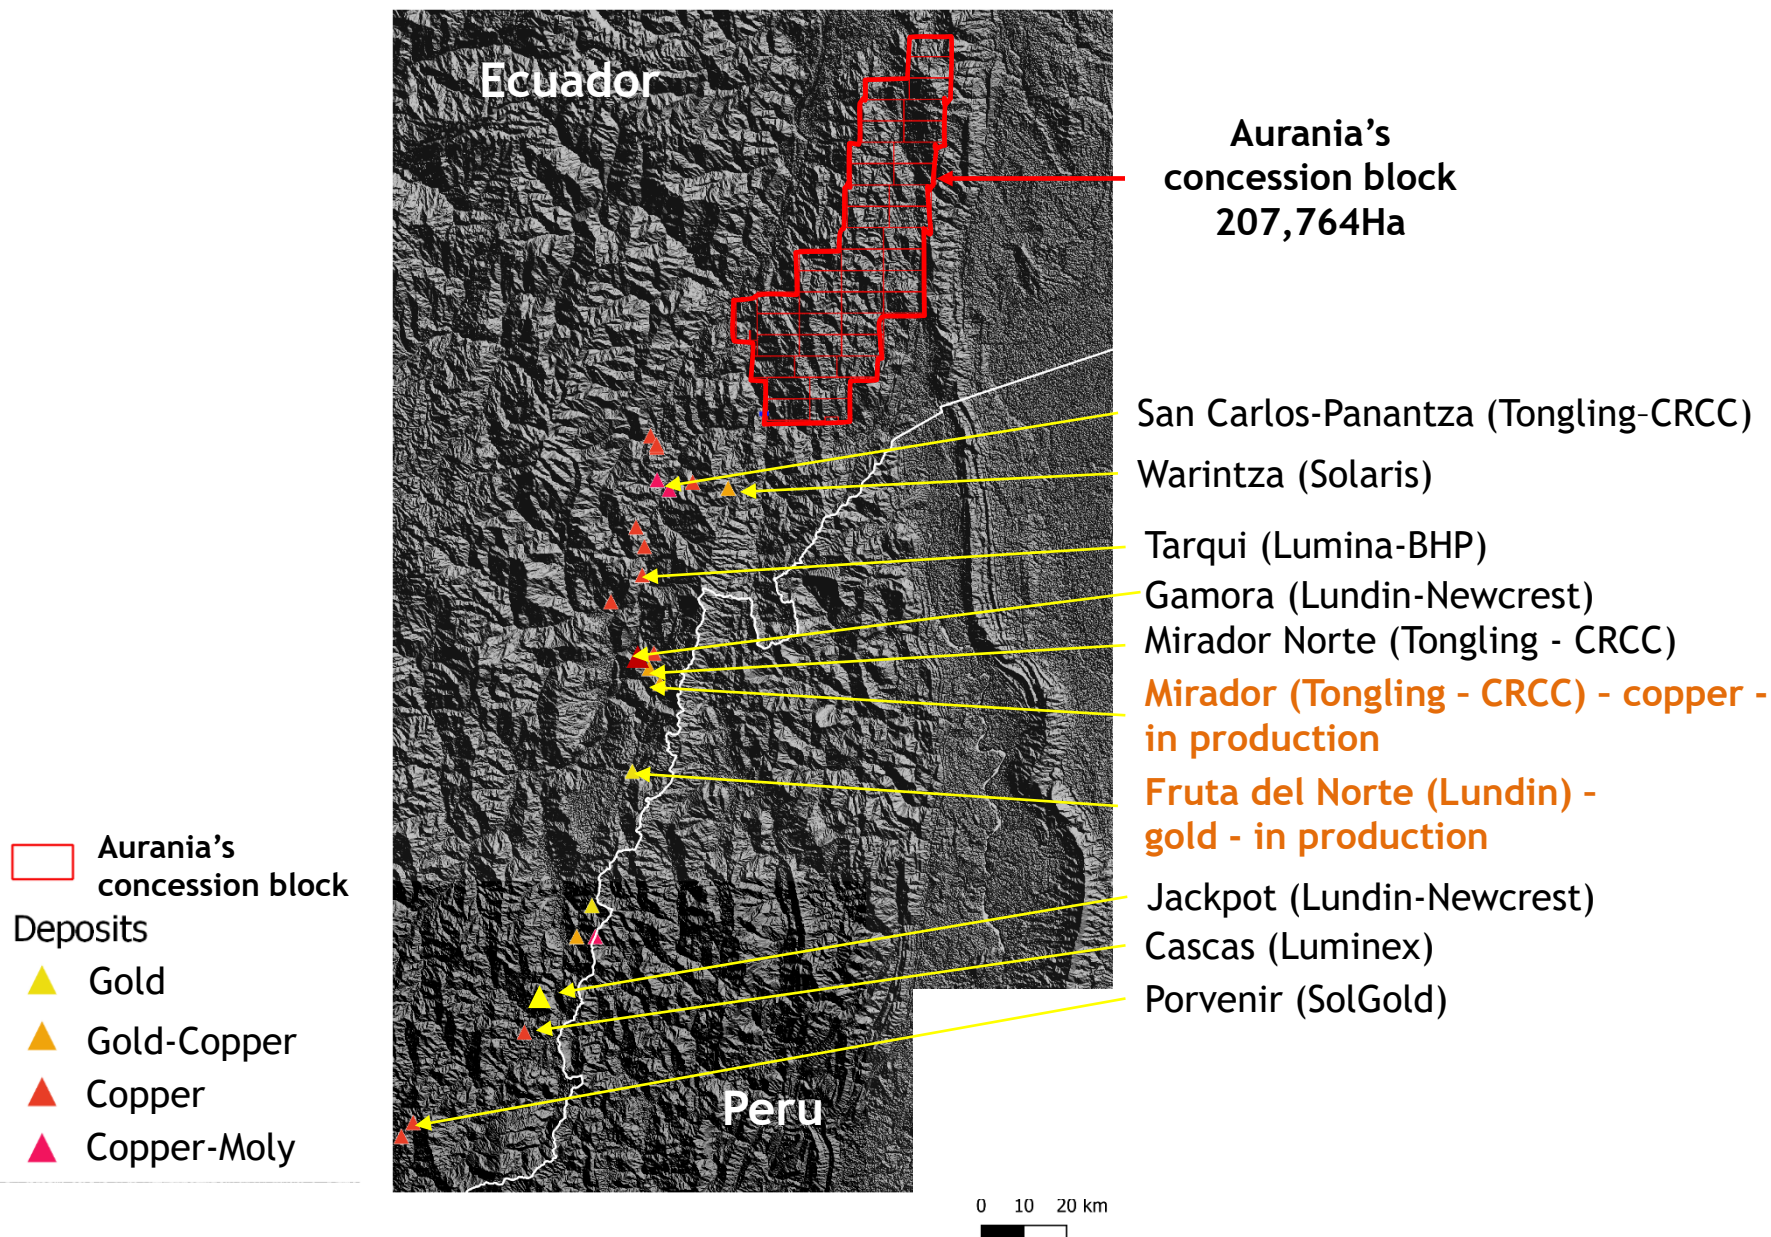 Ecuador
Aurania’s
concession block
207,764Ha
San Carlos-Panantza (Tongling-CRCC)
Warintza (Solaris)
Tarqui (Lumina-BHP)
Gamora (Lundin-Newcrest)
Mirador Norte (Tongling - CRCC)
Mirador (Tongling - CRCC) - copper -
in production
Fruta del Norte (Lundin) -
gold - in production
Jackpot (Lundin-Newcrest)
Cascas (Luminex)
Porvenir (SolGold)
Aurania’s
concession block
Deposits
Gold
Gold-Copper
Copper
Copper-Moly
Peru
0 10 20 km